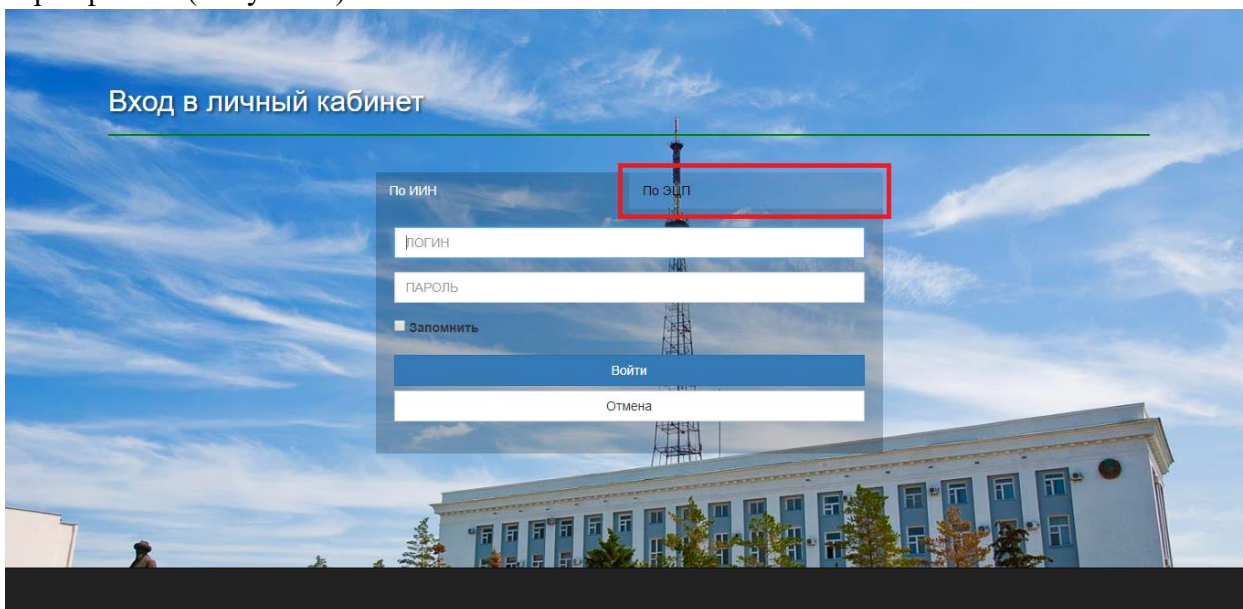 Вход в личный кабинет
По ИИН По ЭЦП
ЛОГИН
ПАРОЛЬ
Запомнить
Войти
Отмена